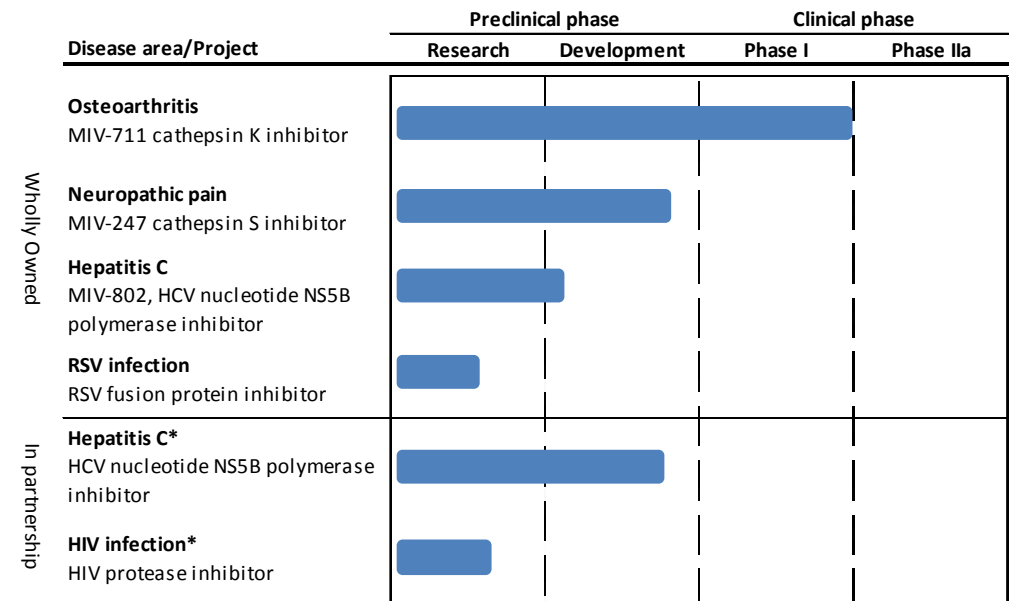 Preclinical phase Clinical phase
Disease area/Project Research Development Phase I Phase IIa
Wholly Owned
Osteoarthritis
MIV-711 cathepsin K inhibitor
Neuropathic pain
MIV-247 cathepsin S inhibitor
Hepatitis C
MIV-802, HCV nucleotide NS5B
polymerase inhibitor
RSV infection
RSV fusion protein inhibitor
In partnership
Hepatitis C*
HCV nucleotide NS5B polymerase
inhibitor
HIV infection*
HIV protease inhibitor